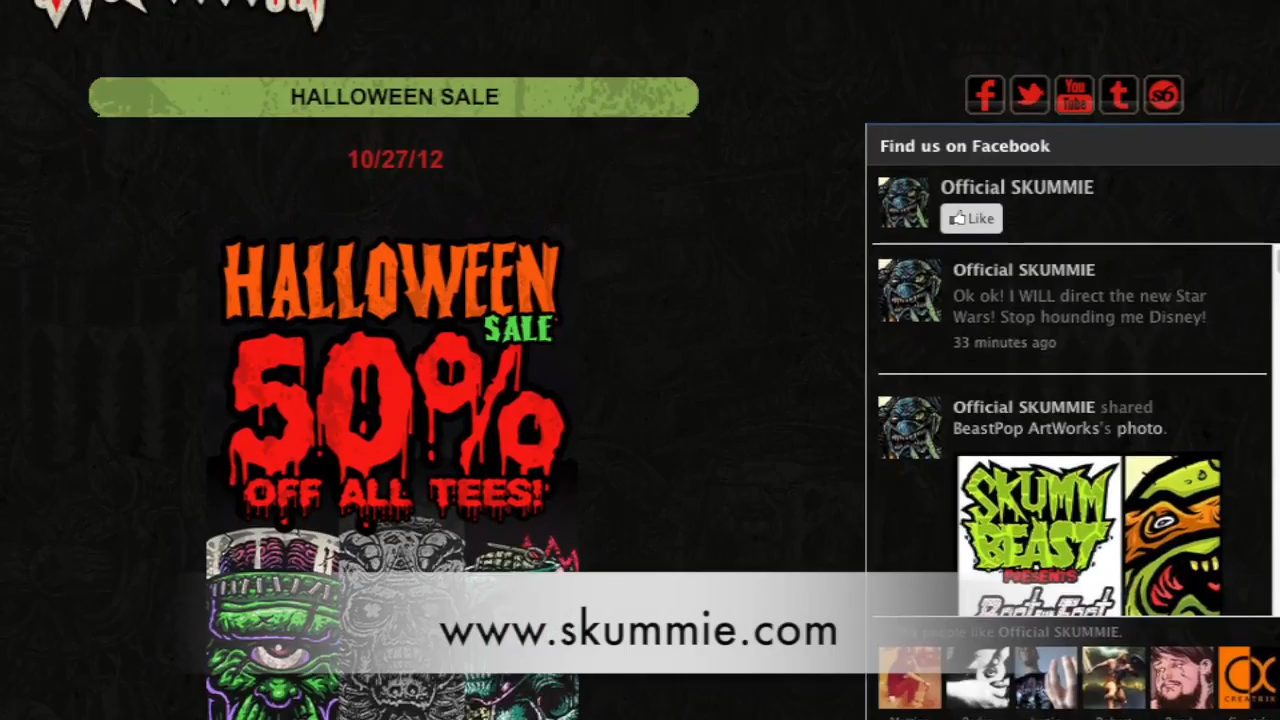 HALLOWEEN SALE
10/27/12
HALLOWEEN
SALE
50%
OFF ALL TEES!
www.skummie.com
You
Tube
Find us on Facebook
Official SKUMMIE
Like
Official SKUMMIE
Ok ok! I WILL direct the new Star
Wars! Stop hounding me Disney!
33 minutes ago
Official SKUMMIE shared
BeastPop ArtWorks's photo.
SKUMM
BEAST
PRESENTS
people like Official SKUMMIE.